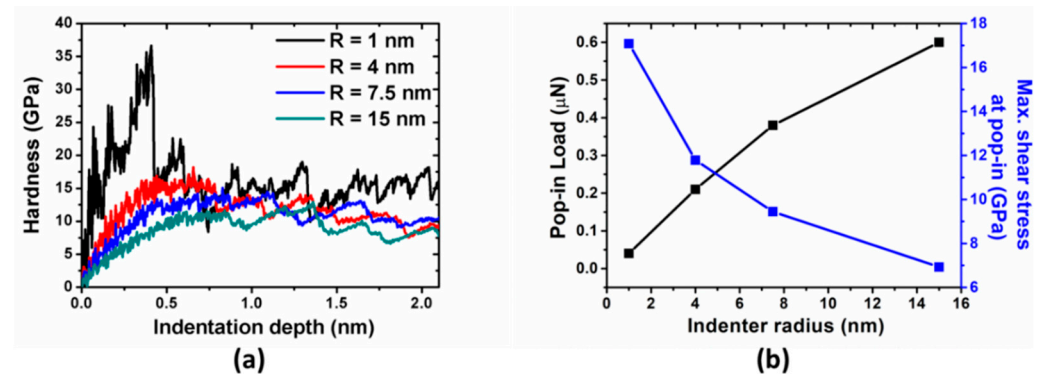 40
35
30
25
20
15
10
5
0
Hardness (GPa)
R = 1 nm
R = 4 nm
R = 7.5 nm
R = 15 nm
0.0 0.5 1.0 1.5 2.0
Indentation depth (nm)
(a)
0.6
0.5
0.4
0.3
0.2
0.1
0.0
Pop-in Load (μN)
0 2 4 6 8 10 12 14 16
Indenter radius (nm)
18
16
14
12
10
8
6
Max. shear stress
at pop-in (GPa)
(b)